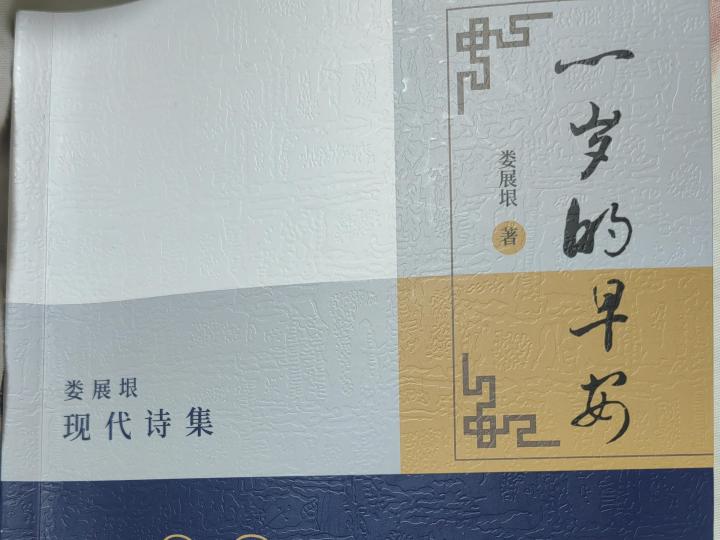 一岁的早安
娄展垠 著
娄展垠
现代诗集